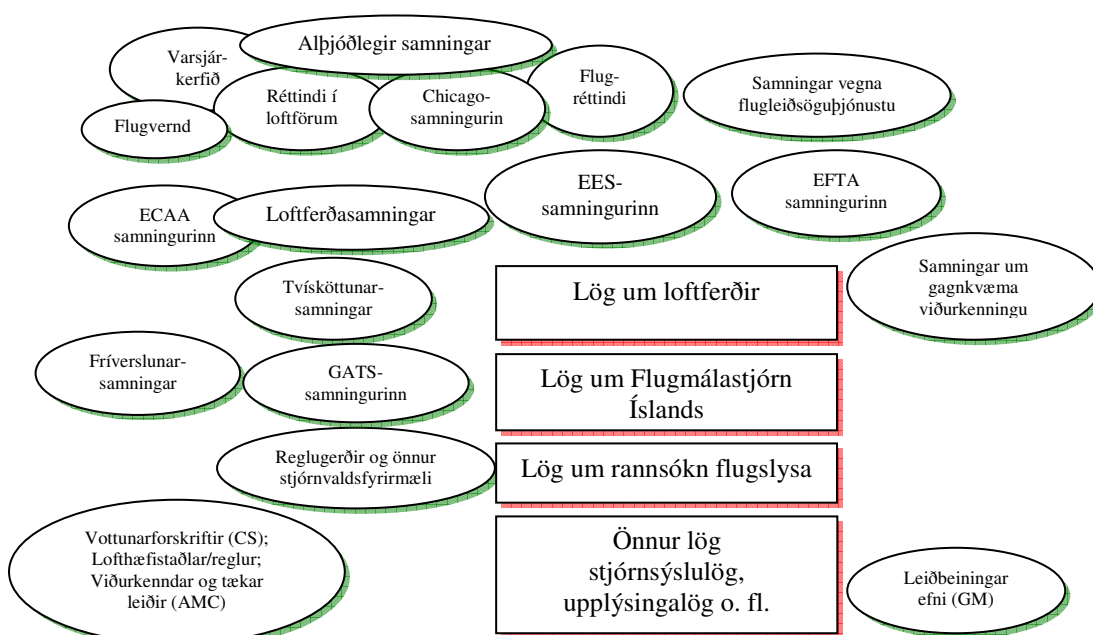 Alþjóðlegir samningar
Varsjár-
kerfið
Réttindi í
loftförum
Chicago-
samningurin
Flug-
réttindi
Samningar vegna
flugleiðsöguþjónustu
Flugvernd
ECAA
samningurinn
Loftferðasamningar
EES-
samningurinn
EFTA
samningurinn
Tvísköttunar-
samningar
Lög um loftferðir
Samningar um
gagnkvæma
viðurkenningu
Fríverslunar-
samningar
GATS-
samningurinn
Lög um Flugmálastjórn
Íslands
Reglugerðir og önnur
stjórnvaldsfyrirmæli
Lög um rannsókn flugslysa
Vottunarforskriftir (CS);
Lofthæfistaðlar/reglur;
Viðurkenndar og tækar
leiðir (AMC)
Önnur lög
stjórnsýslulög,
upplýsingalög o. fl.
Leiðbeiningar
efni (GM)